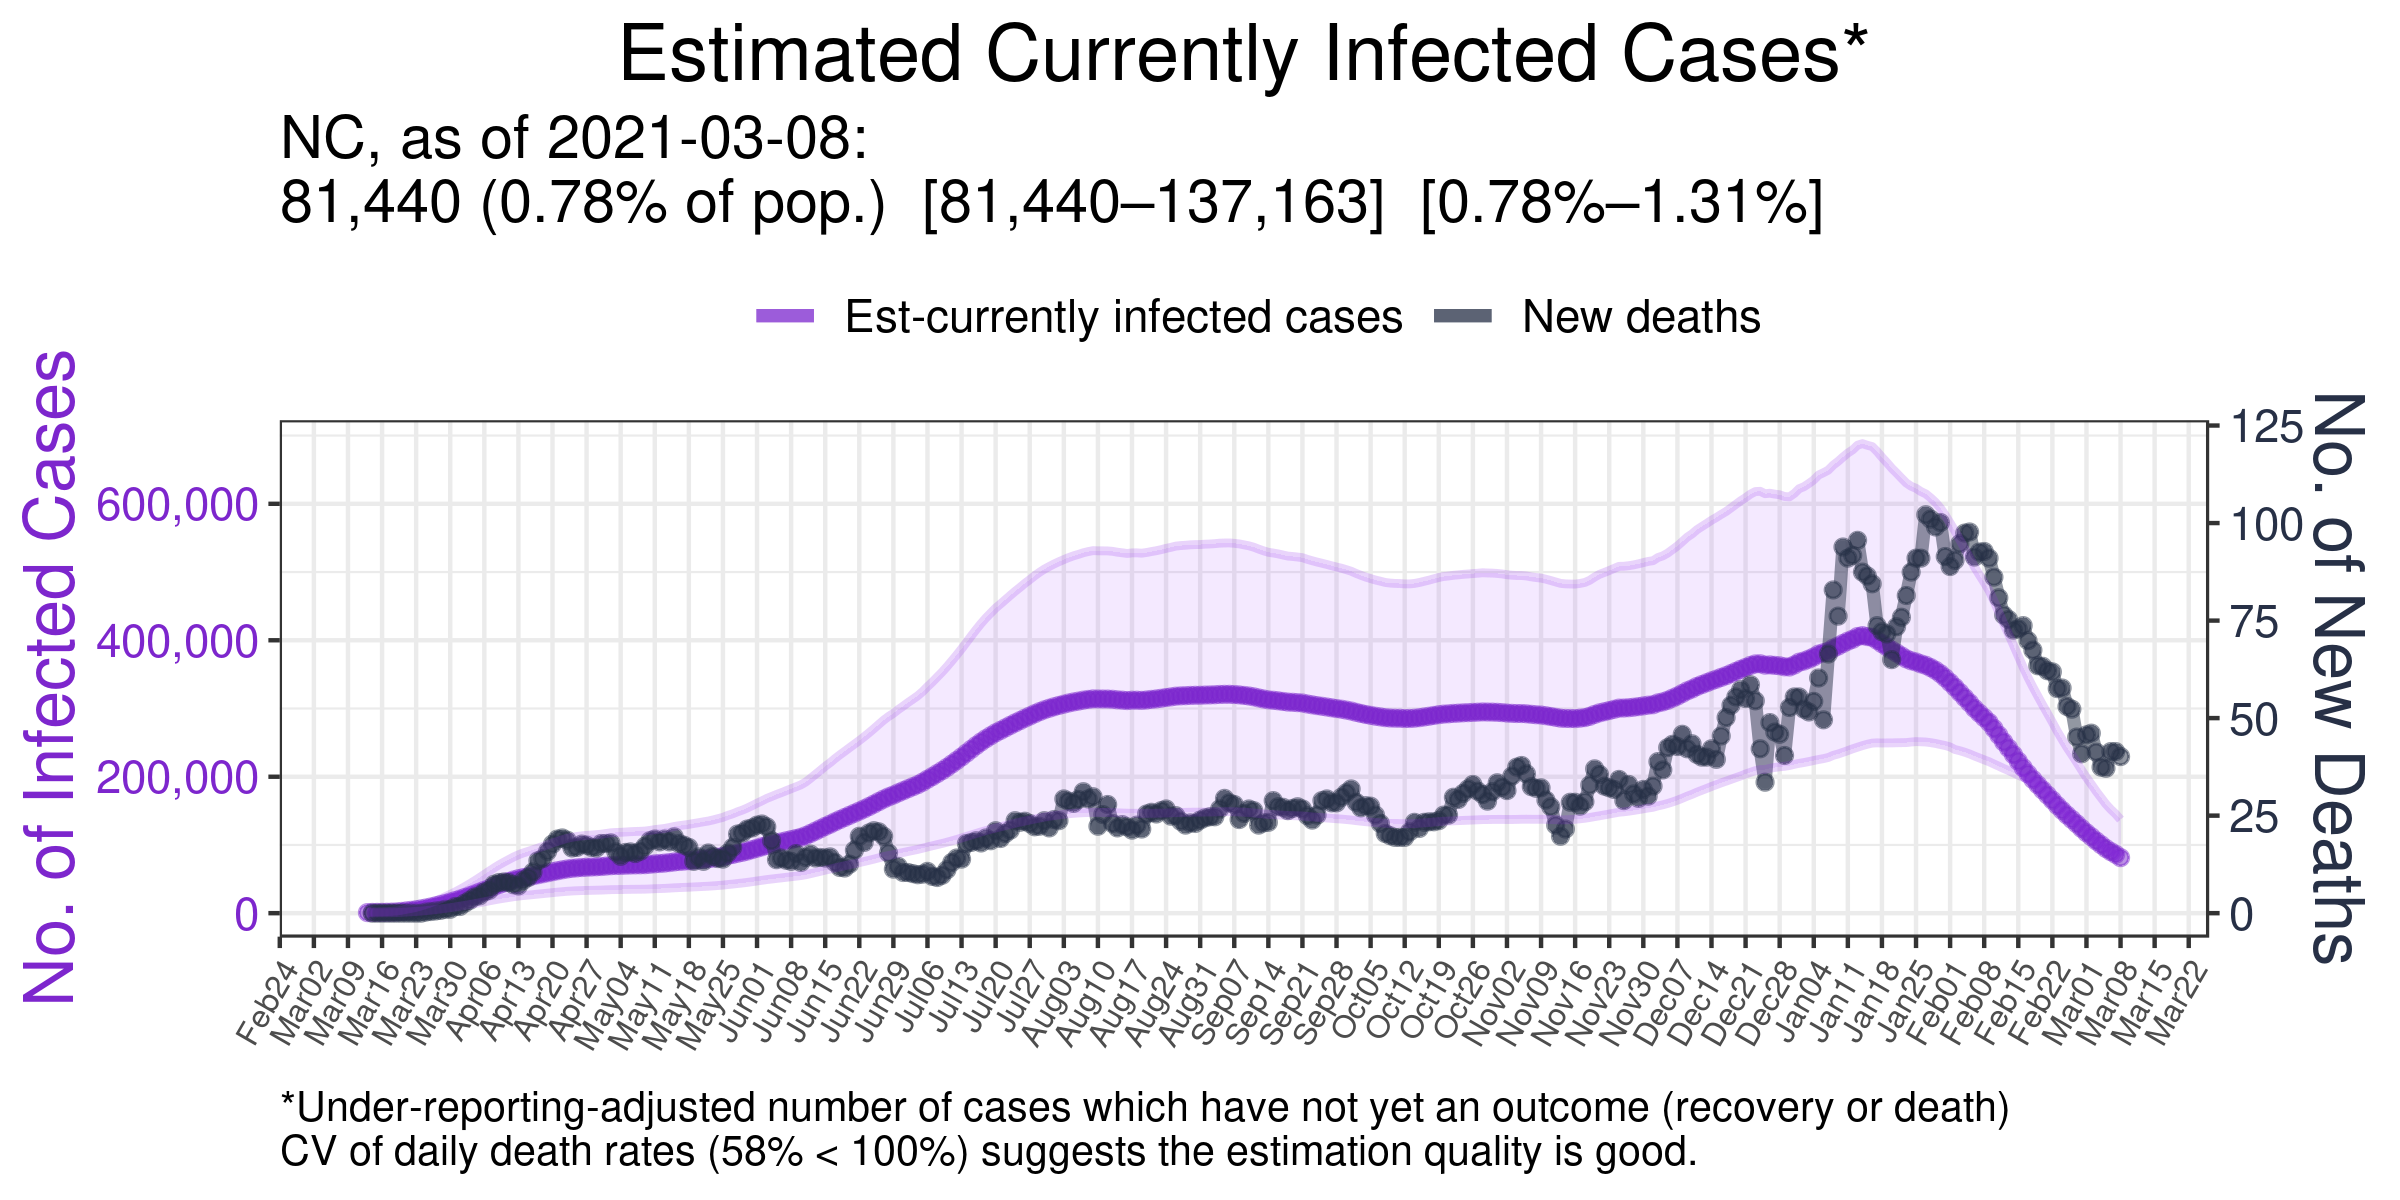 Estimated Currently Infected Cases*
NC, as of 2021-03-08:
81,440 (0.78% of pop.) [81,440–137,163] [0.78%–1.31%]
Est-currently infected cases
New deaths
No. of Infected Cases
600,000
400,000
200,000
0
No. of New Deaths
125
100
75
50
25
0
Feb24
Mar02
Mar09
Mar16
Mar23
Mar30
Apr06
Apr13
Apr20
Apr27
May04
May11
May18
May25
Jun01
Jun08
Jun15
Jun22
Jun29
Jul06
Jul13
Jul20
Jul27
Aug03
Aug10
Aug17
Aug24
Aug31
Sep07
Sep14
Sep21
Sep28
Oct05
Oct12
Oct19
Oct26
Nov02
Nov09
Nov16
Nov23
Nov30
Dec07
Dec14
Dec21
Dec28
Jan04
Jan11
Jan18
Jan25
Feb01
Feb08
Feb15
Feb22
Mar01
Mar08
Mar15
Mar22
*Under-reporting-adjusted number of cases which have not yet an outcome (recovery or death)
CV of daily death rates (58% < 100%) suggests the estimation quality is good.